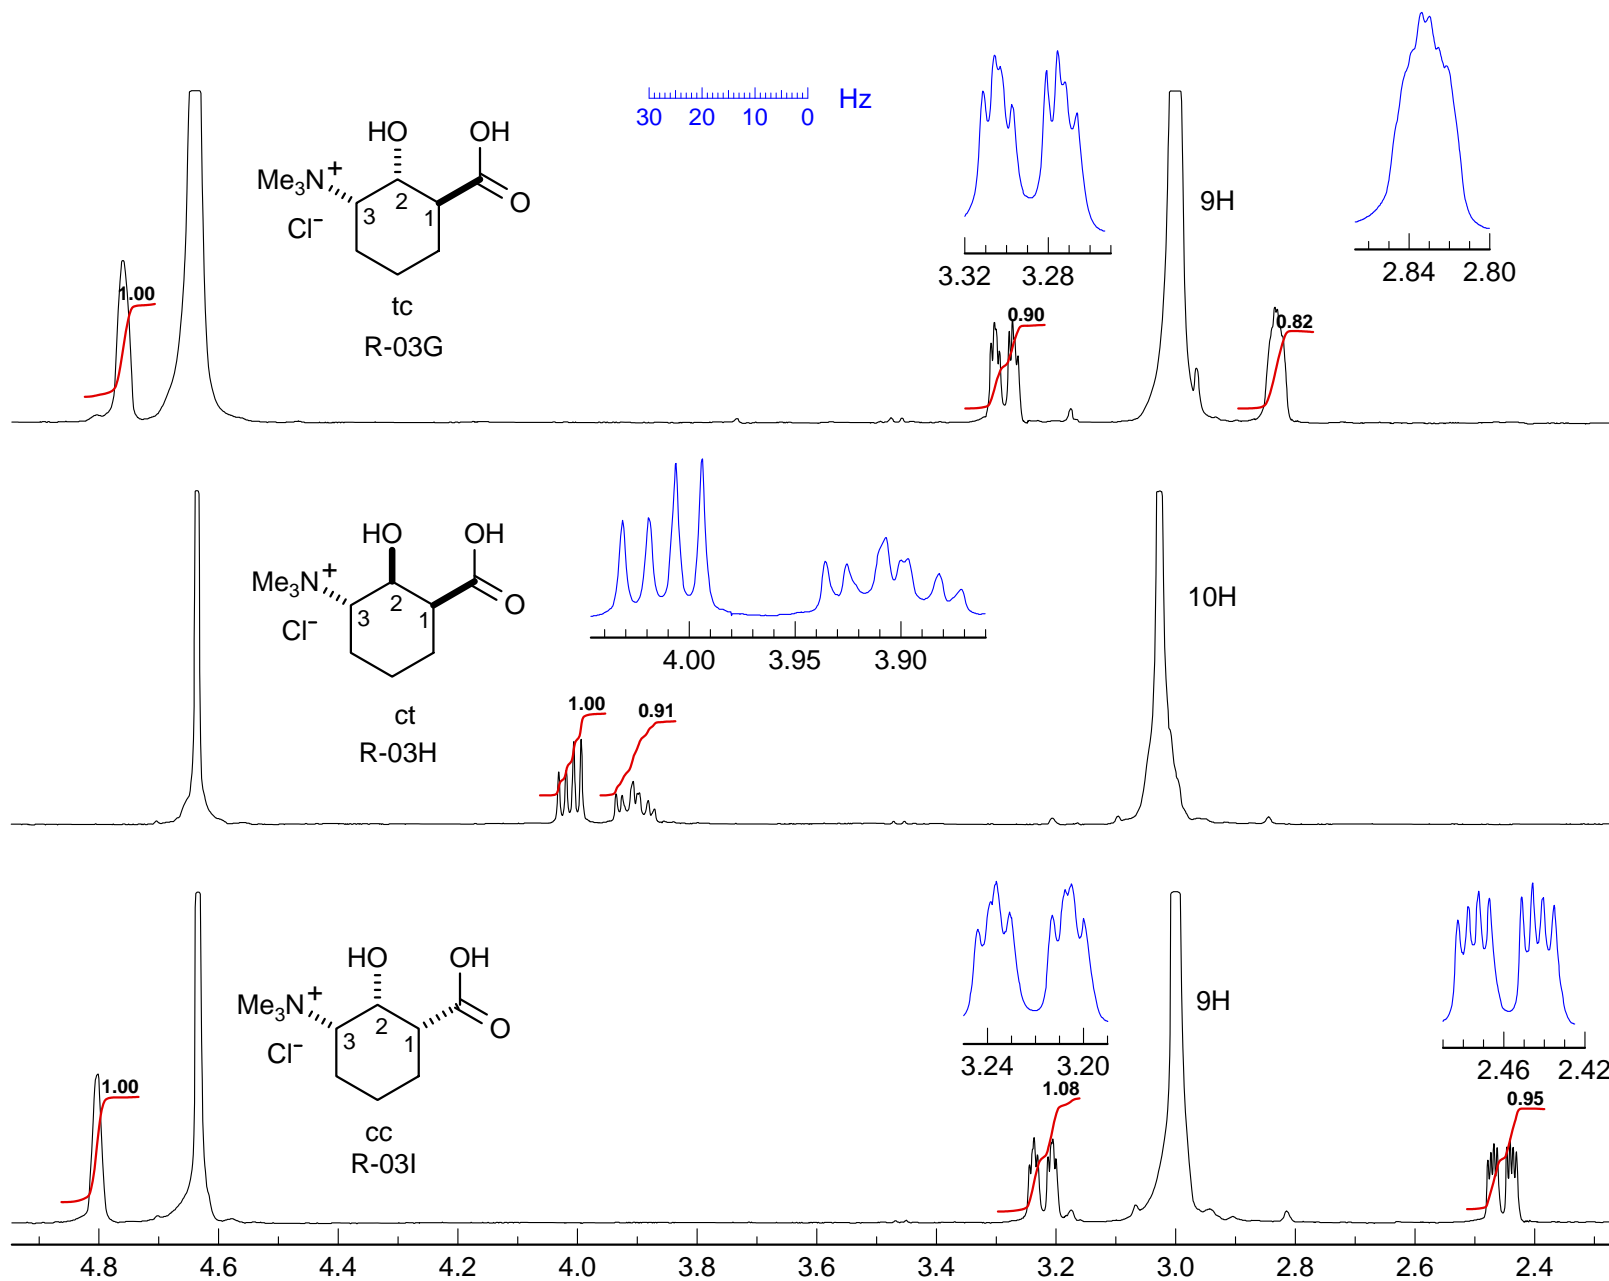 30 20 10 0 Hz
HO OH
Me₃N⁺
Cl⁻
O
3 2 1
tc
R-03G
3.32 3.28
2.84 2.80
9H
1.00
0.90
0.82
HO OH
Me₃N⁺
Cl⁻
O
3 2 1
ct
R-03H
4.00 3.95 3.90
10H
1.00
0.91
HO OH
Me₃N⁺
Cl⁻
O
3 2 1
cc
R-03I
3.24 3.20
2.46 2.42
9H
1.00
1.08
0.95
4.8 4.6 4.4 4.2 4.0 3.8 3.6 3.4 3.2 3.0 2.8 2.6 2.4